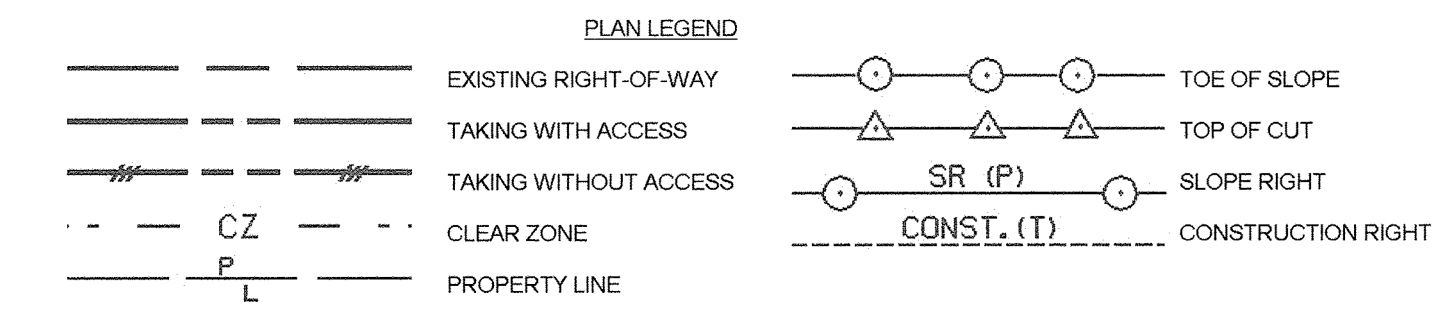 PLAN LEGEND
EXISTING RIGHT-OF-WAY
TAKING WITH ACCESS
TAKING WITHOUT ACCESS
CZ
CLEAR ZONE
P
L
PROPERTY LINE
TOE OF SLOPE
TOP OF CUT
SR (P)
SLOPE RIGHT
CONST.(T)
CONSTRUCTION RIGHT